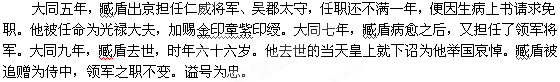 大同五年，臧盾出京担任仁威将军、吴郡太守，任职还不满一年，便因生病上书请求免
职。他被任命为光禄大夫，加赐金印章紫印绶。大同七年，臧盾病愈之后，又担任了领军将
军。大同九年，臧盾去世，时年六十六岁。他去世的当天皇上就下诏为他举国哀悼。臧盾被
追赠为侍中，领军之职不变。谥号为忠。